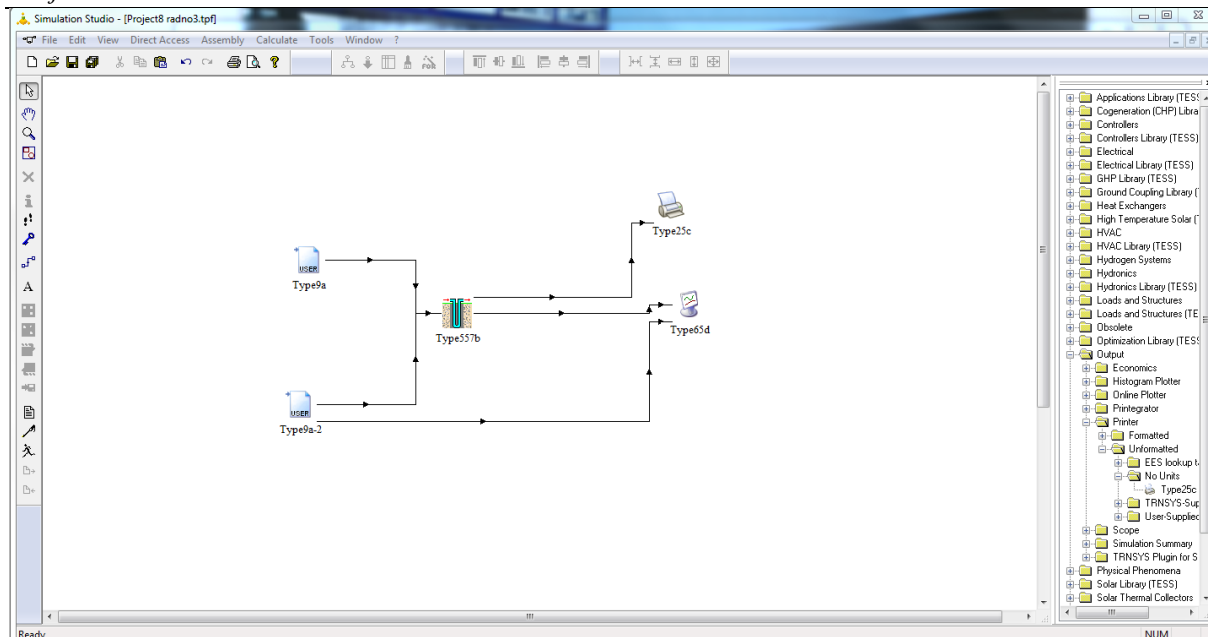 Simulation Studio - [Project8 radno3.tpf]
File Edit View Direct Access Assembly Calculate Tools Window ?
FOR
A
Type25c
USER
Type9a
Type557b
Type65d
USER
Type9a-2
Applications Library (TESS
Cogeneration (CHP) Libra
Controllers
Controllers Library (TESS)
Electrical
Electrical Library (TESS)
GHP Library (TESS)
Ground Coupling Library (
Heat Exchangers
High Temperature Solar (
HVAC
HVAC Library (TESS)
Hydrogen Systems
Hydronics
Hydronics Library (TESS)
Loads and Structures
Loads and Structures (TE
Obsolete
Optimization Library (TES
Output
Economics
Histogram Plotter
Online Plotter
Printegrator
Printer
Formatted
Unformatted
EES lookup t
No Units
Type25c
TRNSYS-Sup
User-Supplied
Scope
Simulation Summary
TRNSYS Plugin for S
Physical Phenomena
Solar Library (TESS)
Solar Thermal Collectors
Ready
NUM